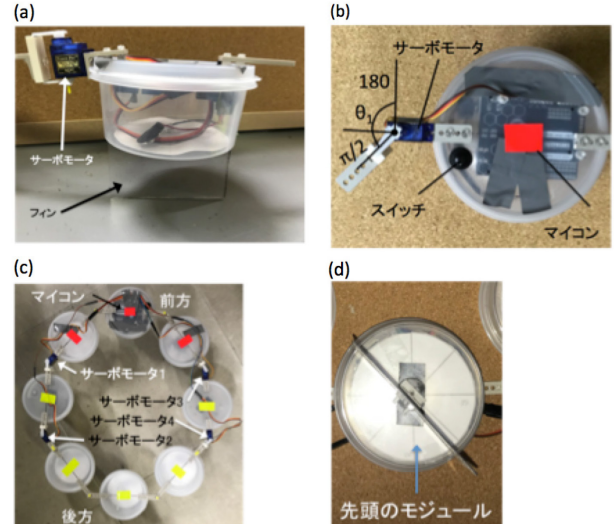 (a)
サーボモータ
フィン
(b)
サーボモータ
180
θ1
π/2
スイッチ
マイコン
(c)
マイコン
前方
サーボモータ1
サーボモータ3
サーボモータ4
サーボモータ2
後方
(d)
先頭のモジュール